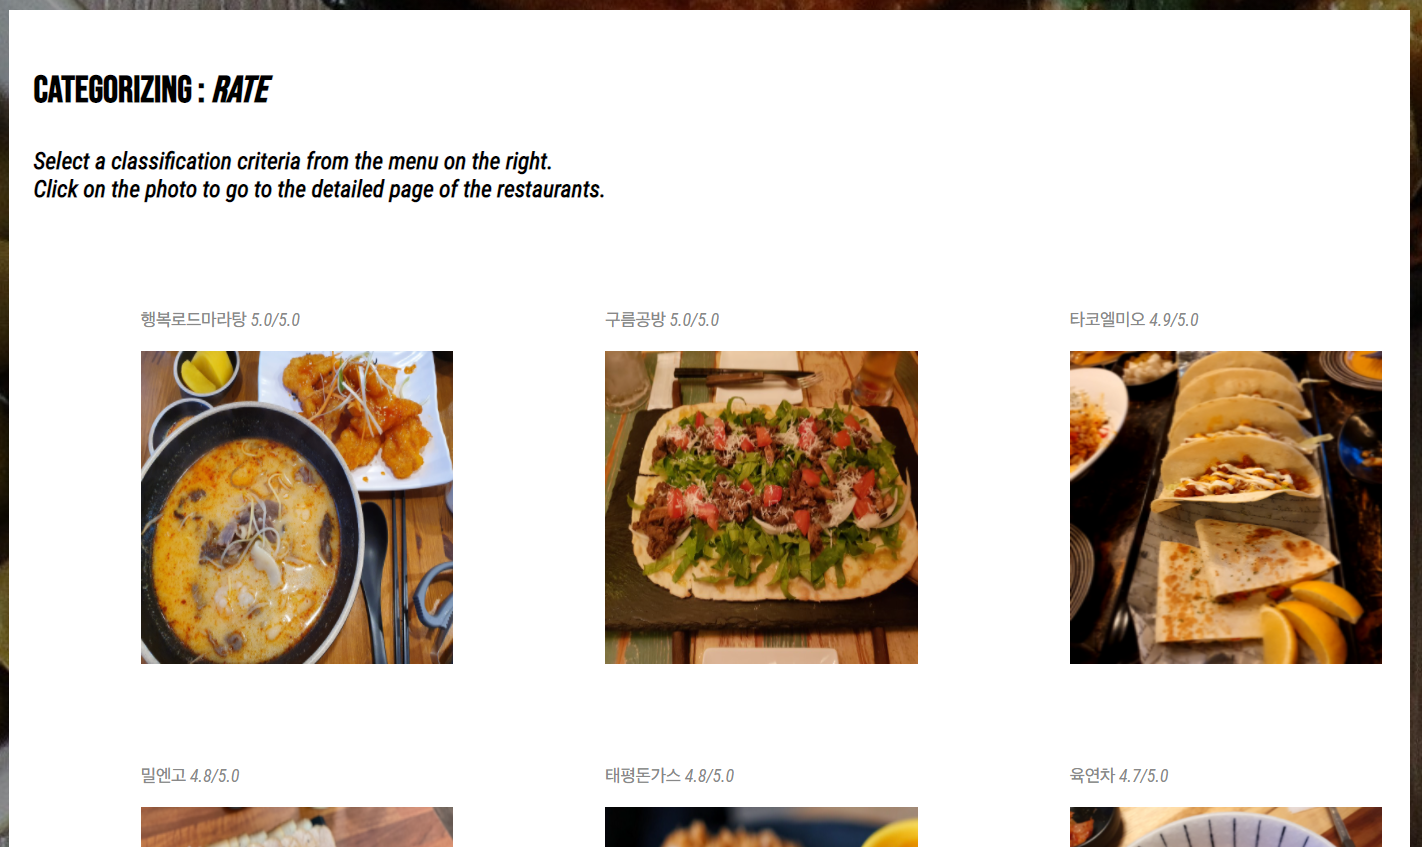 CATEGORIZING : RATE
Select a classification criteria from the menu on the right.
Click on the photo to go to the detailed page of the restaurants.
행복로드마라탕 5.0/5.0
구름공방 5.0/5.0
타코엘미오 4.9/5.0
밀엔고 4.8/5.0
태평돈가스 4.8/5.0
육연차 4.7/5.0